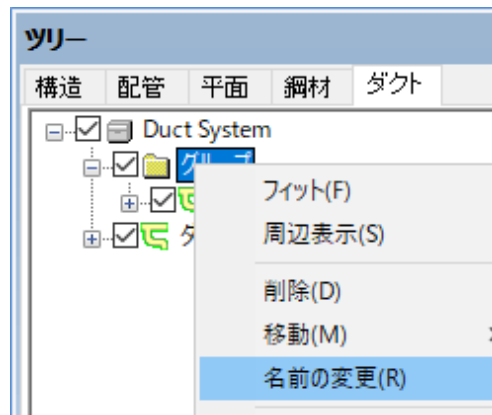 ツリー
構造 配管 平面 鋼材 ダクト
Duct System
グループ
ダ
フィット(F)
周辺表示(S)
削除(D)
移動(M)
名前の変更(R)